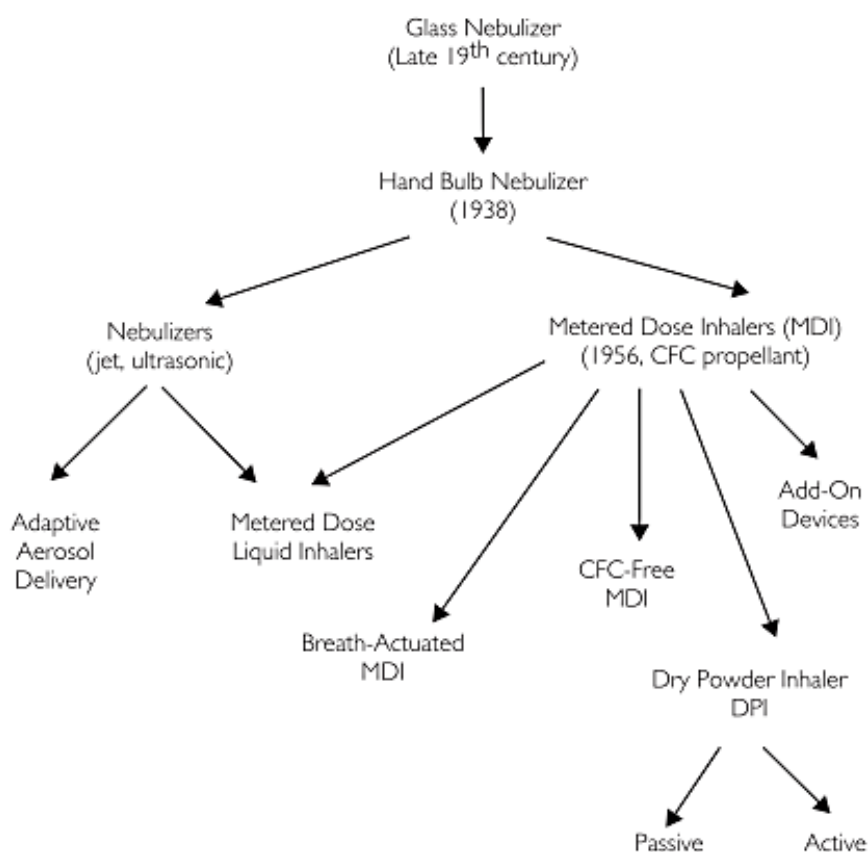 Glass Nebulizer
(Late 19th century)
Hand Bulb Nebulizer
(1938)
Nebulizers
(jet, ultrasonic)
Metered Dose Inhalers (MDI)
(1956, CFC propellant)
Adaptive
Aerosol
Delivery
Metered Dose
Liquid Inhalers
Add-On
Devices
CFC-Free
MDI
Breath-Actuated
MDI
Dry Powder Inhaler
DPI
Passive
Active